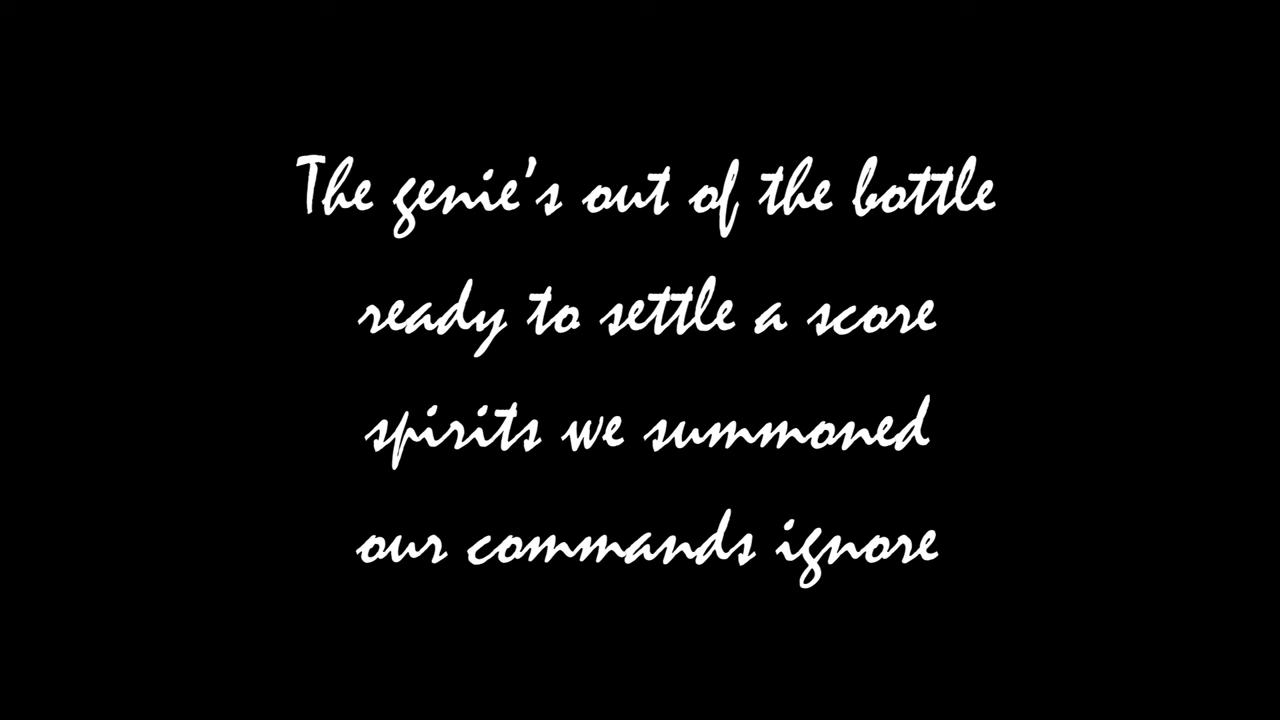 The genie's out of the bottle
ready to settle a score
spirits we summoned
our commands ignore